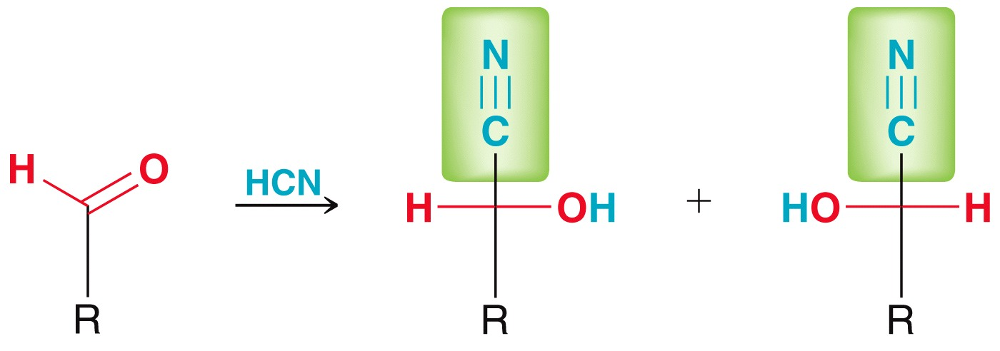 N N
C C
H O
HCN
H OH + HO H
R R R